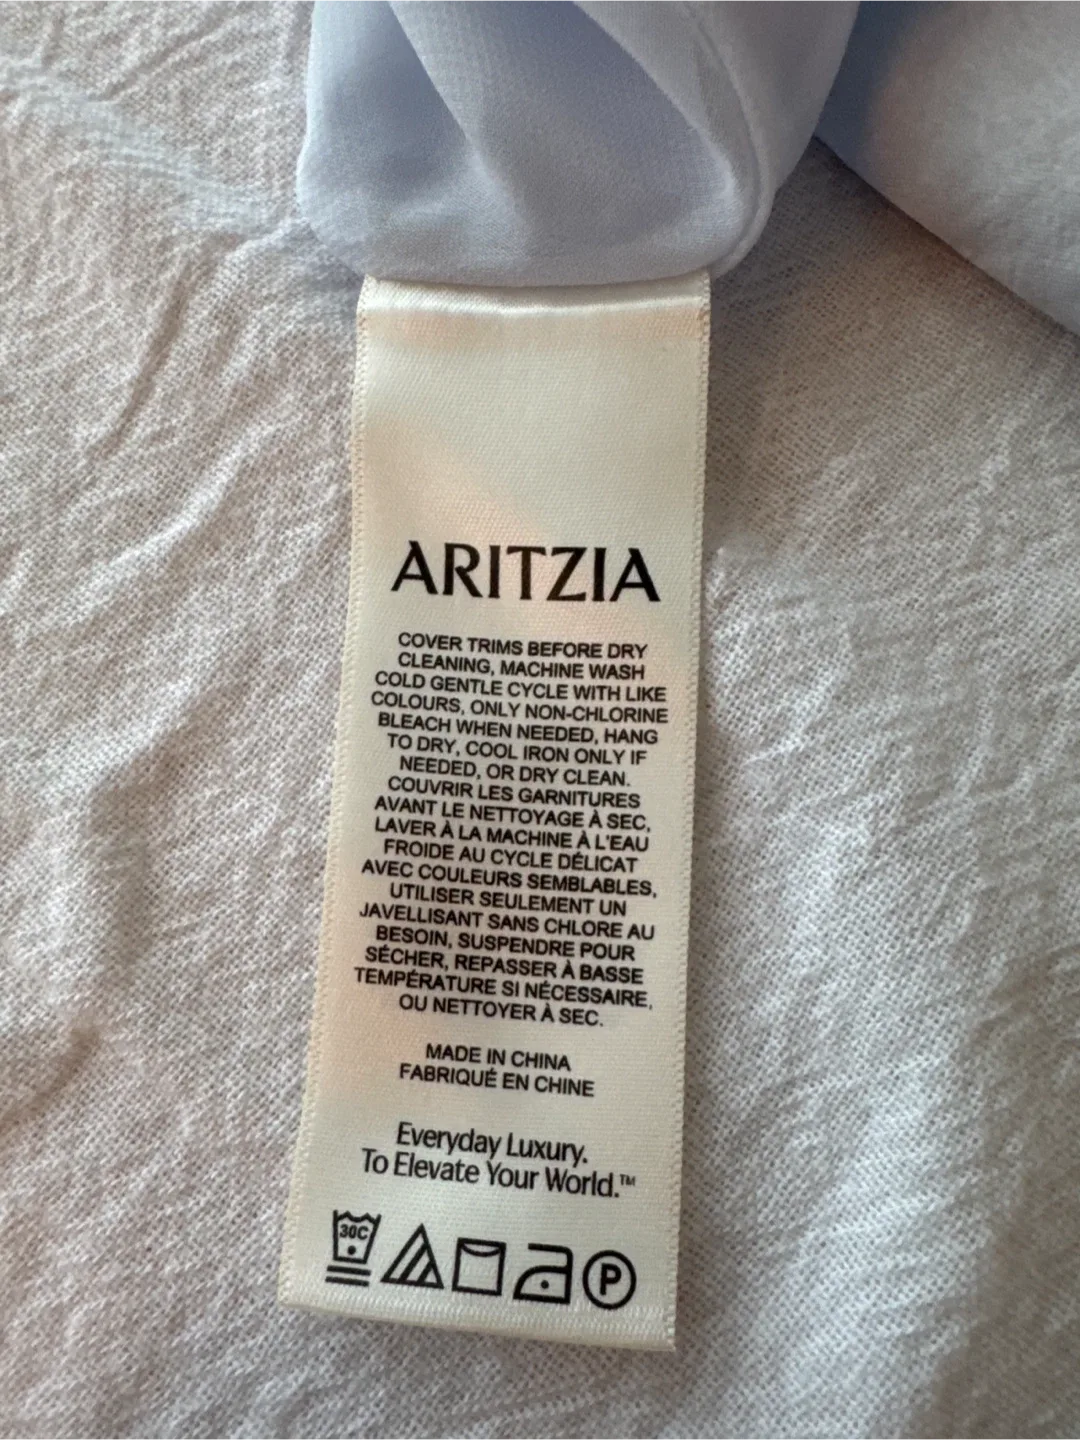 ARITZIA
COVER TRIMS BEFORE DRY
CLEANING, MACHINE WASH
COLD GENTLE CYCLE WITH LIKE
COLOURS, ONLY NON-CHLORINE
BLEACH WHEN NEEDED, HANG
TO DRY, COOL IRON ONLY IF
NEEDED, OR DRY CLEAN.
COUVRIR LES GARNITURES
AVANT LE NETTOYAGE À SEC,
LAVER À LA MACHINE À L'EAU
FROIDE AU CYCLE DÉLICAT
AVEC COULEURS SEMBLABLES,
UTILISER SEULEMENT UN
JAVELLISANT SANS CHLORE AU
BESOIN, SUSPENDRE POUR
SÉCHER, REPASSER À BASSE
TEMPÉRATURE SI NÉCESSAIRE,
OU NETTOYER À SEC.
MADE IN CHINA
FABRIQUÉ EN CHINE
Everyday Luxury.
To Elevate Your World.™
30C P